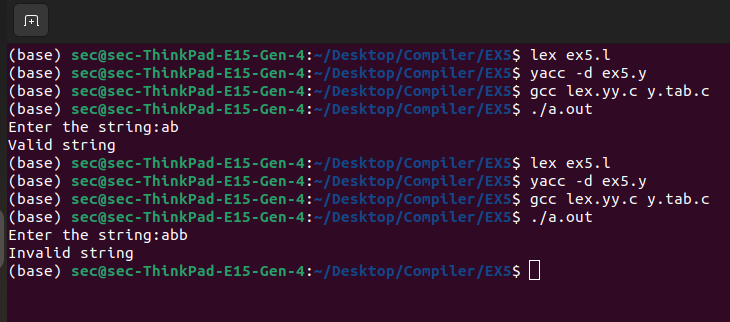 (base) sec@sec-ThinkPad-E15-Gen-4:~/Desktop/Compiler/EX5$ lex ex5.l
(base) sec@sec-ThinkPad-E15-Gen-4:~/Desktop/Compiler/EX5$ yacc -d ex5.y
(base) sec@sec-ThinkPad-E15-Gen-4:~/Desktop/Compiler/EX5$ gcc lex.yy.c y.tab.c
(base) sec@sec-ThinkPad-E15-Gen-4:~/Desktop/Compiler/EX5$ ./a.out
Enter the string:ab
Valid string
(base) sec@sec-ThinkPad-E15-Gen-4:~/Desktop/Compiler/EX5$ lex ex5.l
(base) sec@sec-ThinkPad-E15-Gen-4:~/Desktop/Compiler/EX5$ yacc -d ex5.y
(base) sec@sec-ThinkPad-E15-Gen-4:~/Desktop/Compiler/EX5$ gcc lex.yy.c y.tab.c
(base) sec@sec-ThinkPad-E15-Gen-4:~/Desktop/Compiler/EX5$ ./a.out
Enter the string:abb
Invalid string
(base) sec@sec-ThinkPad-E15-Gen-4:~/Desktop/Compiler/EX5$